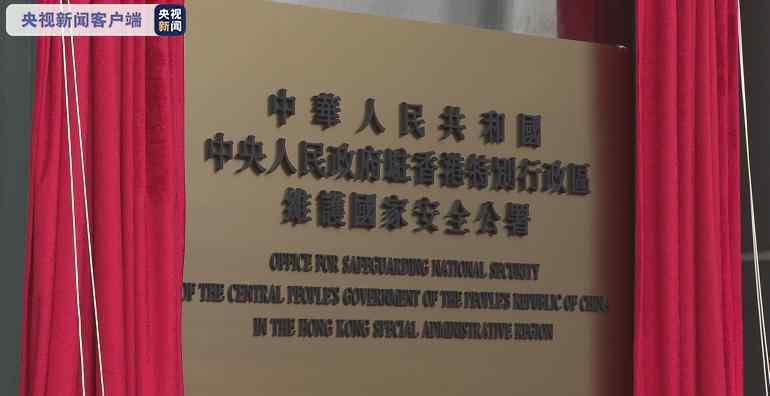 央视新闻客户端
央视
新闻
中華人民共和國
中央人民政府駐香港特別行政區
維護國家安全公署
OFFICE FOR SAFEGUARDING NATIONAL SECURITY
OF THE CENTRAL PEOPLE'S GOVERNMENT OF THE PEOPLE'S REPUBLIC OF CHINA
IN THE HONG KONG SPECIAL ADMINISTRATIVE REGION